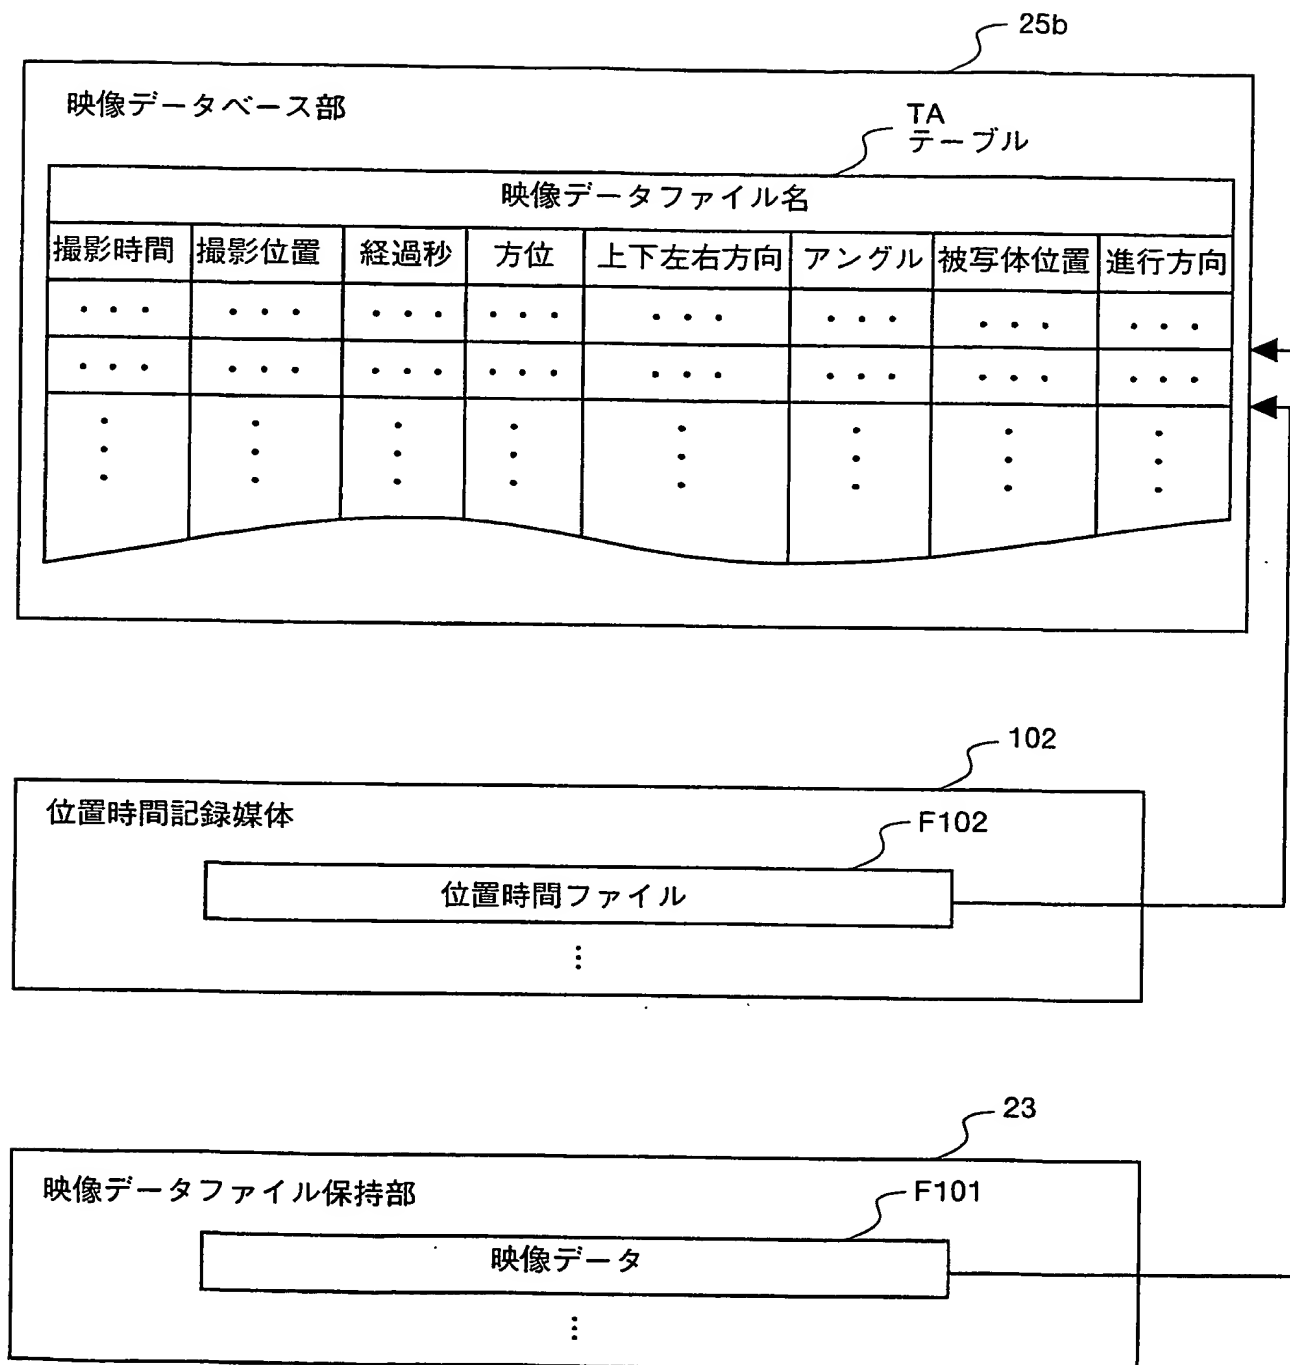 25b
映像データベース部
TA
テーブル
映像データファイル名
撮影時間 撮影位置 経過秒 方位 上下左右方向 アングル 被写体位置 進行方向
102
位置時間記録媒体
F102
位置時間ファイル
23
映像データファイル保持部
F101
映像データ